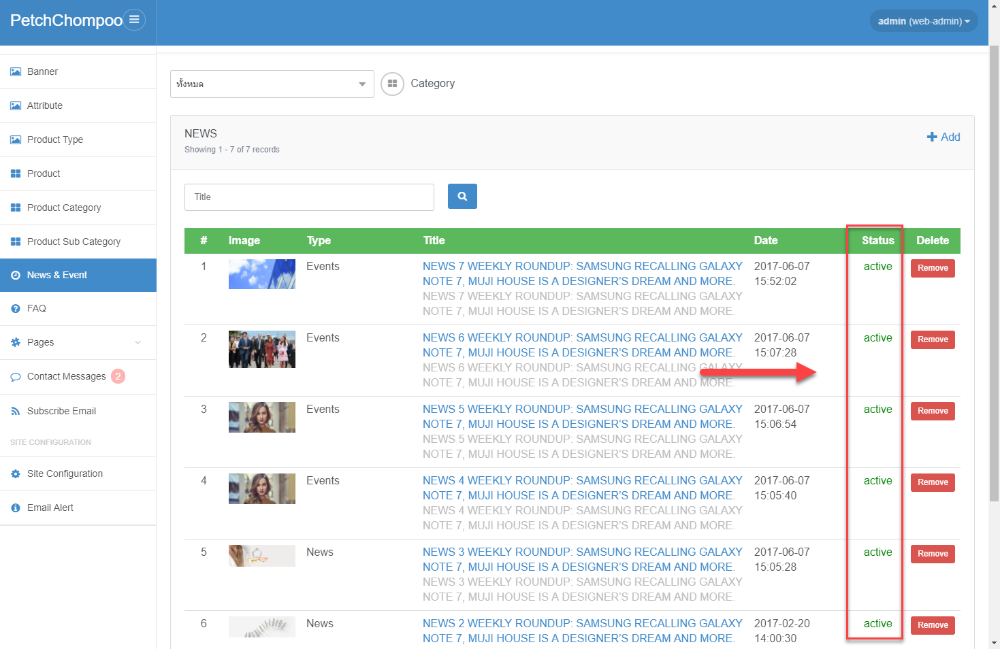 PetchChompoo
admin (web-admin)
Banner
Attribute
Product Type
Product
Product Category
Product Sub Category
News & Event
FAQ
Pages
Contact Messages 2
Subscribe Email
SITE CONFIGURATION
Site Configuration
Email Alert
ทั้งหมด
Category
NEWS
Showing 1 - 7 of 7 records
Add
Title
# Image Type Title Date Status Delete
1 Events NEWS 7 WEEKLY ROUNDUP: SAMSUNG RECALLING GALAXY 2017-06-07 active Remove
NOTE 7, MUJI HOUSE IS A DESIGNER'S DREAM AND MORE. 15:52:02
NEWS 7 WEEKLY ROUNDUP: SAMSUNG RECALLING GALAXY
NOTE 7, MUJI HOUSE IS A DESIGNER'S DREAM AND MORE.
2 Events NEWS 6 WEEKLY ROUNDUP: SAMSUNG RECALLING GALAXY 2017-06-07 active Remove
NOTE 7, MUJI HOUSE IS A DESIGNER'S DREAM AND MORE. 15:07:28
NEWS 6 WEEKLY ROUNDUP: SAMSUNG RECALLING GALAXY
NOTE 7, MUJI HOUSE IS A DESIGNER'S DREAM AND MORE.
3 Events NEWS 5 WEEKLY ROUNDUP: SAMSUNG RECALLING GALAXY 2017-06-07 active Remove
NOTE 7, MUJI HOUSE IS A DESIGNER'S DREAM AND MORE. 15:06:54
NEWS 5 WEEKLY ROUNDUP: SAMSUNG RECALLING GALAXY
NOTE 7, MUJI HOUSE IS A DESIGNER'S DREAM AND MORE.
4 Events NEWS 4 WEEKLY ROUNDUP: SAMSUNG RECALLING GALAXY 2017-06-07 active Remove
NOTE 7, MUJI HOUSE IS A DESIGNER'S DREAM AND MORE. 15:05:40
NEWS 4 WEEKLY ROUNDUP: SAMSUNG RECALLING GALAXY
NOTE 7, MUJI HOUSE IS A DESIGNER'S DREAM AND MORE.
5 News NEWS 3 WEEKLY ROUNDUP: SAMSUNG RECALLING GALAXY 2017-06-07 active Remove
NOTE 7, MUJI HOUSE IS A DESIGNER'S DREAM AND MORE. 15:05:28
NEWS 3 WEEKLY ROUNDUP: SAMSUNG RECALLING GALAXY
NOTE 7, MUJI HOUSE IS A DESIGNER'S DREAM AND MORE.
6 News NEWS 2 WEEKLY ROUNDUP: SAMSUNG RECALLING GALAXY 2017-02-20 active Remove
NOTE 7, MUJI HOUSE IS A DESIGNER'S DREAM AND MORE. 14:00:30